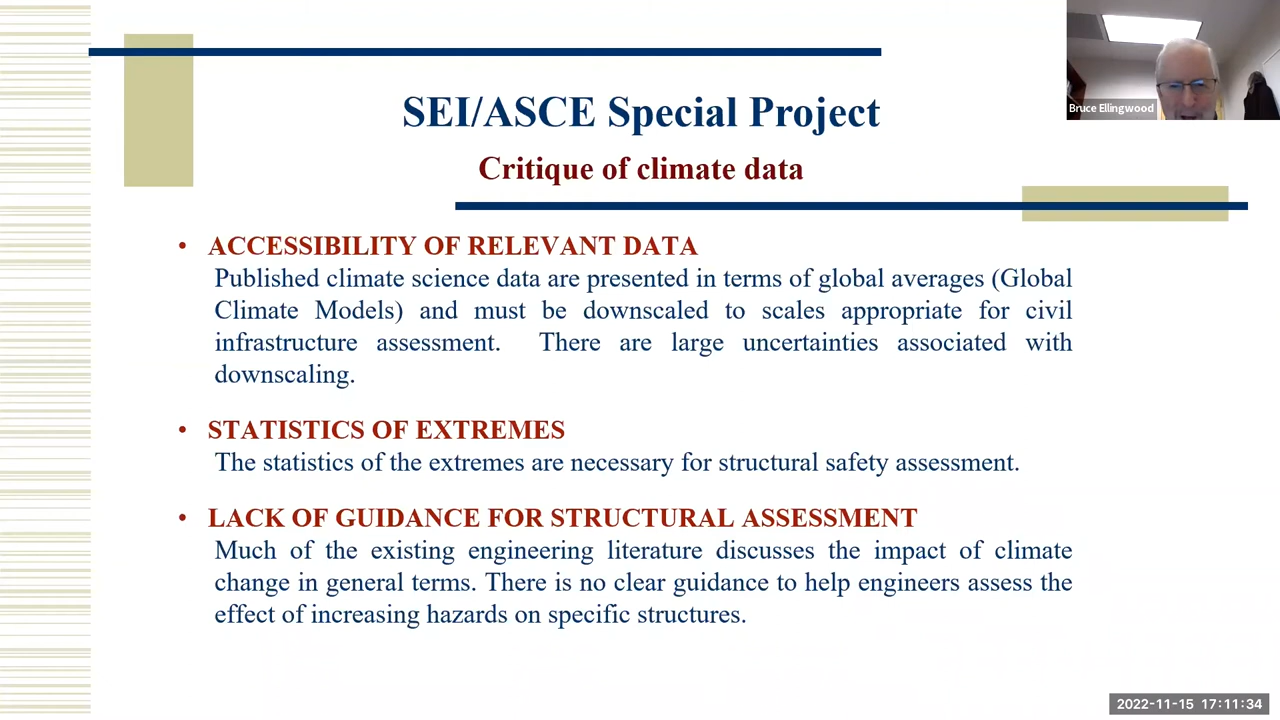 SEI/ASCE Special Project
Critique of climate data
Bruce Ellingwood
• ACCESSIBILITY OF RELEVANT DATA
Published climate science data are presented in terms of global averages (Global
Climate Models) and must be downscaled to scales appropriate for civil
infrastructure assessment. There are large uncertainties associated with
downscaling.
• STATISTICS OF EXTREMES
The statistics of the extremes are necessary for structural safety assessment.
• LACK OF GUIDANCE FOR STRUCTURAL ASSESSMENT
Much of the existing engineering literature discusses the impact of climate
change in general terms. There is no clear guidance to help engineers assess the
effect of increasing hazards on specific structures.
2022-11-15 17:11:34